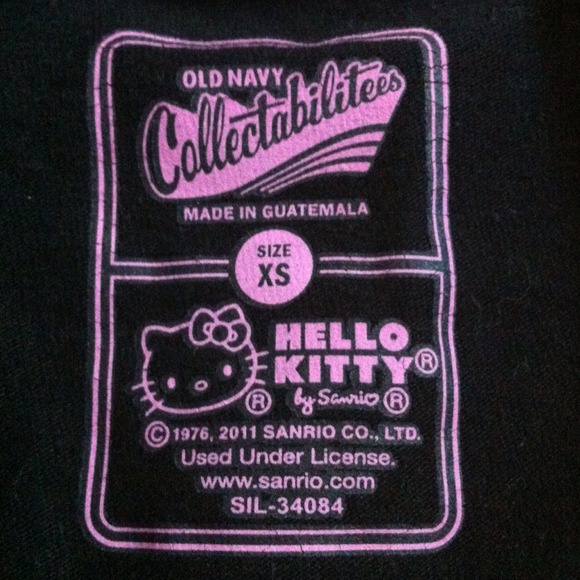 OLD NAVY
Collectabilitees
MADE IN GUATEMALA
SIZE
XS
HELLO
KITTY®
® by Sanrio ®
© 1976, 2011 SANRIO CO., LTD.
Used Under License.
www.sanrio.com
SIL-34084